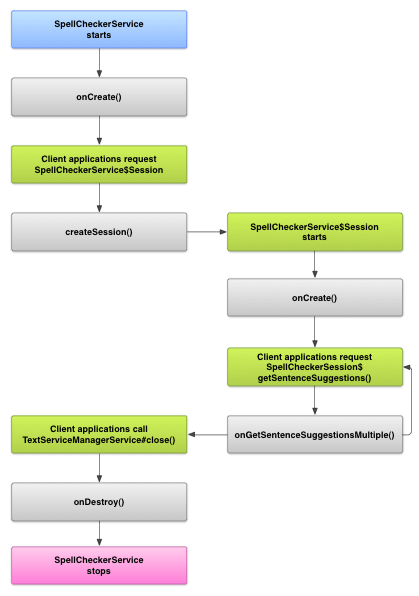 SpellCheckerService
starts
onCreate()
Client applications request
SpellCheckerService$Session
createSession()
SpellCheckerService$Session
starts
onCreate()
Client applications request
SpellCheckerSession$
getSentenceSuggestions()
onGetSentenceSuggestionsMultiple()
Client applications call
TextServiceManagerService#close()
onDestroy()
SpellCheckerService
stops